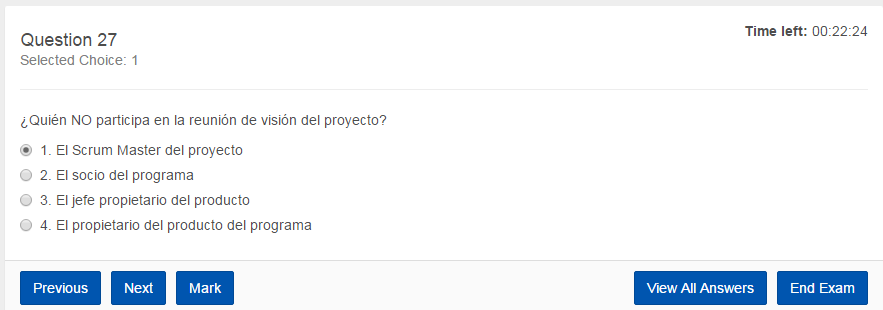 Question 27
Time left: 00:22:24
Selected Choice: 1
¿Quién NO participa en la reunión de visión del proyecto?
1. El Scrum Master del proyecto
2. El socio del programa
3. El jefe propietario del producto
4. El propietario del producto del programa
Previous Next Mark View All Answers End Exam